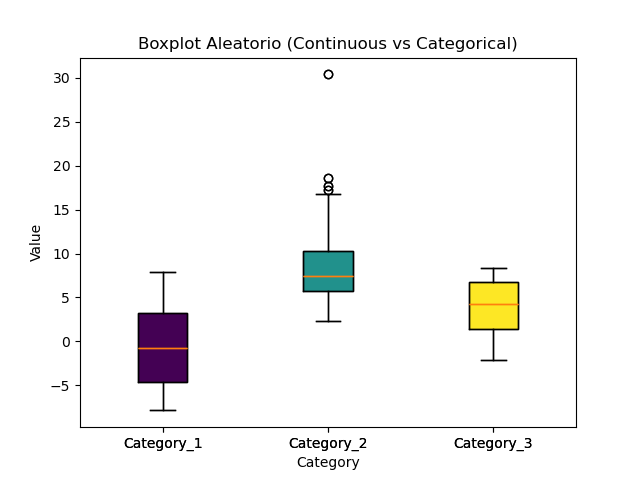 Boxplot Aleatorio (Continuous vs Categorical)
30
25
20
15
10
5
0
−5
Value
Category_1
Category_2
Category_3
Category